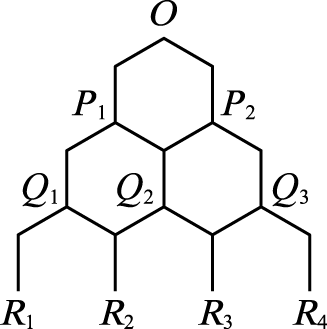 O
P₁ P₂
Q₁ Q₂ Q₃
R₁ R₂ R₃ R₄